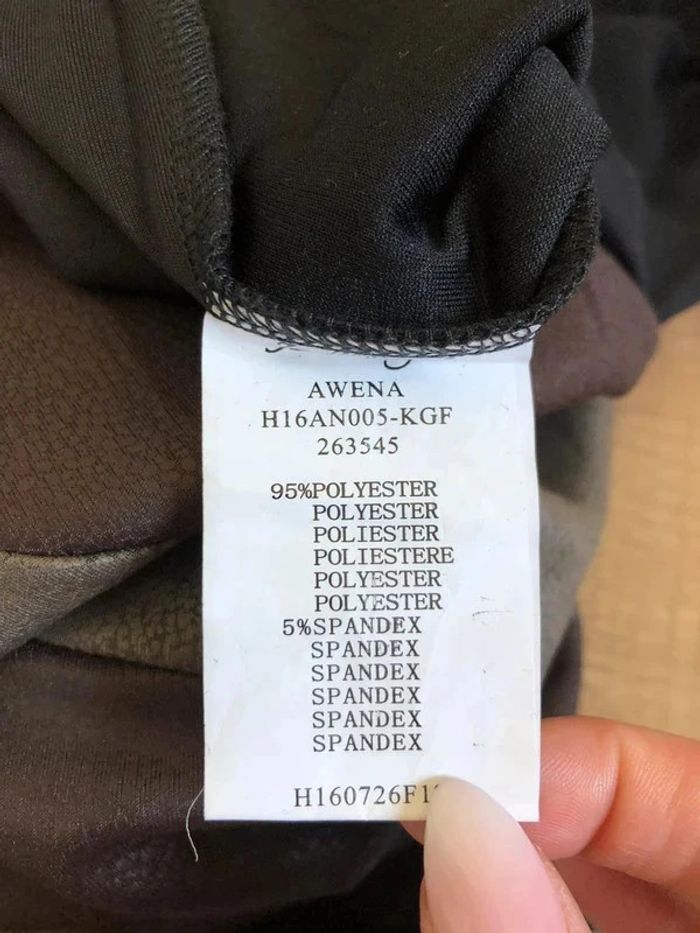 AWENA
H16AN005-KGF
263545
95%POLYESTER
POLYESTER
POLIESTER
POLIESTERE
POLYESTER
POLYESTER
5%SPANDEX
SPANDEX
SPANDEX
SPANDEX
SPANDEX
SPANDEX